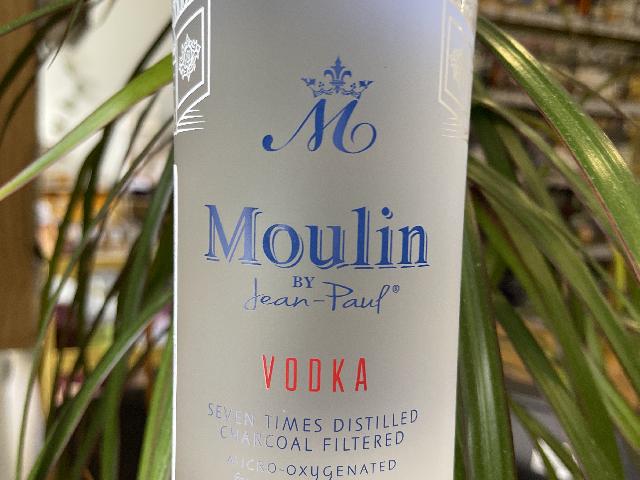 M
Moulin
BY
Jean-Paul®
VODKA
SEVEN TIMES DISTILLED
CHARCOAL FILTERED
MICRO-OXYGENATED